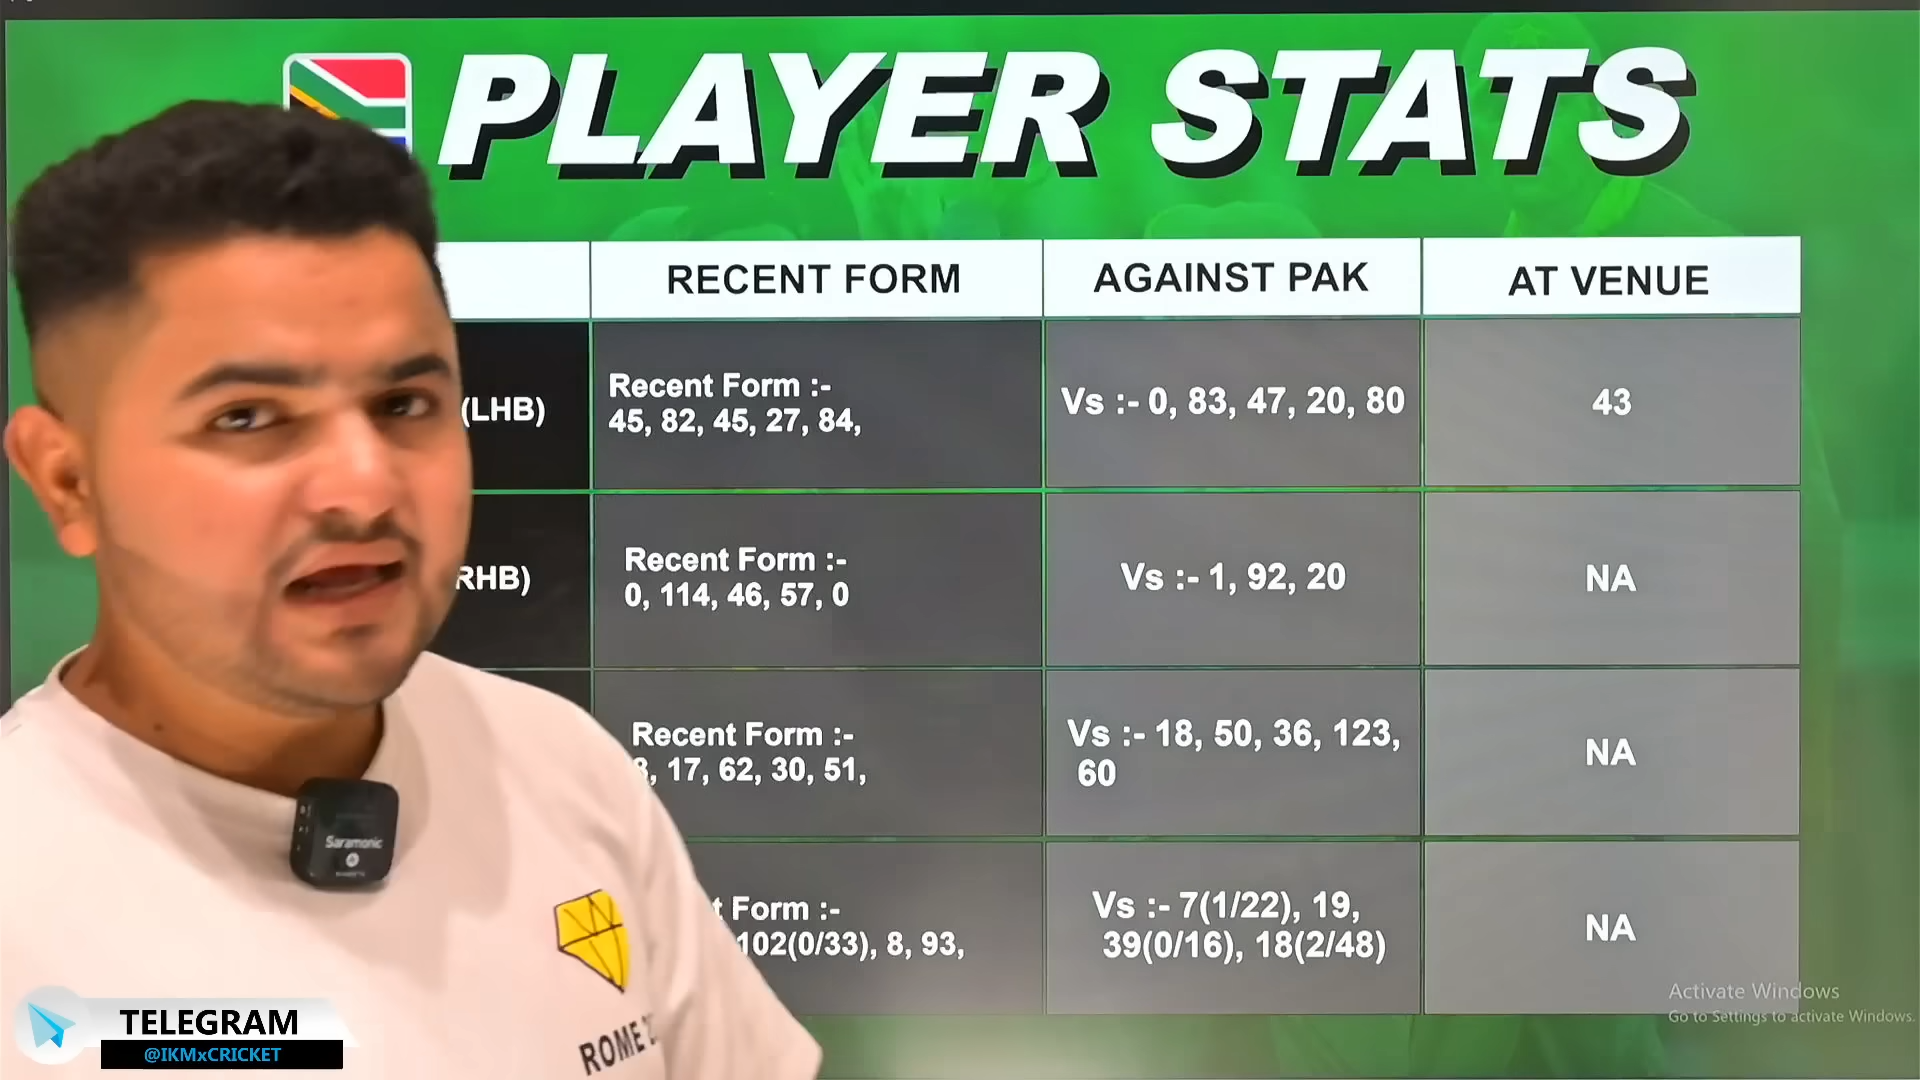 PLAYER STATS
RECENT FORM
AGAINST PAK
AT VENUE
(LHB)
Recent Form :-
45, 82, 45, 27, 84,
Vs :- 0, 83, 47, 20, 80
43
RHB)
Recent Form :-
0, 114, 46, 57, 0
Vs :- 1, 92, 20
NA
Recent Form :-
17, 62, 30, 51,
Vs :- 18, 50, 36, 123,
60
NA
t Form :-
102(0/33), 8, 93,
Vs :- 7(1/22), 19,
39(0/16), 18(2/48)
NA
Saramonic
ROME
TELEGRAM
@IKMxCRICKET
Activate Windows
Go to Settings to activate Windows.